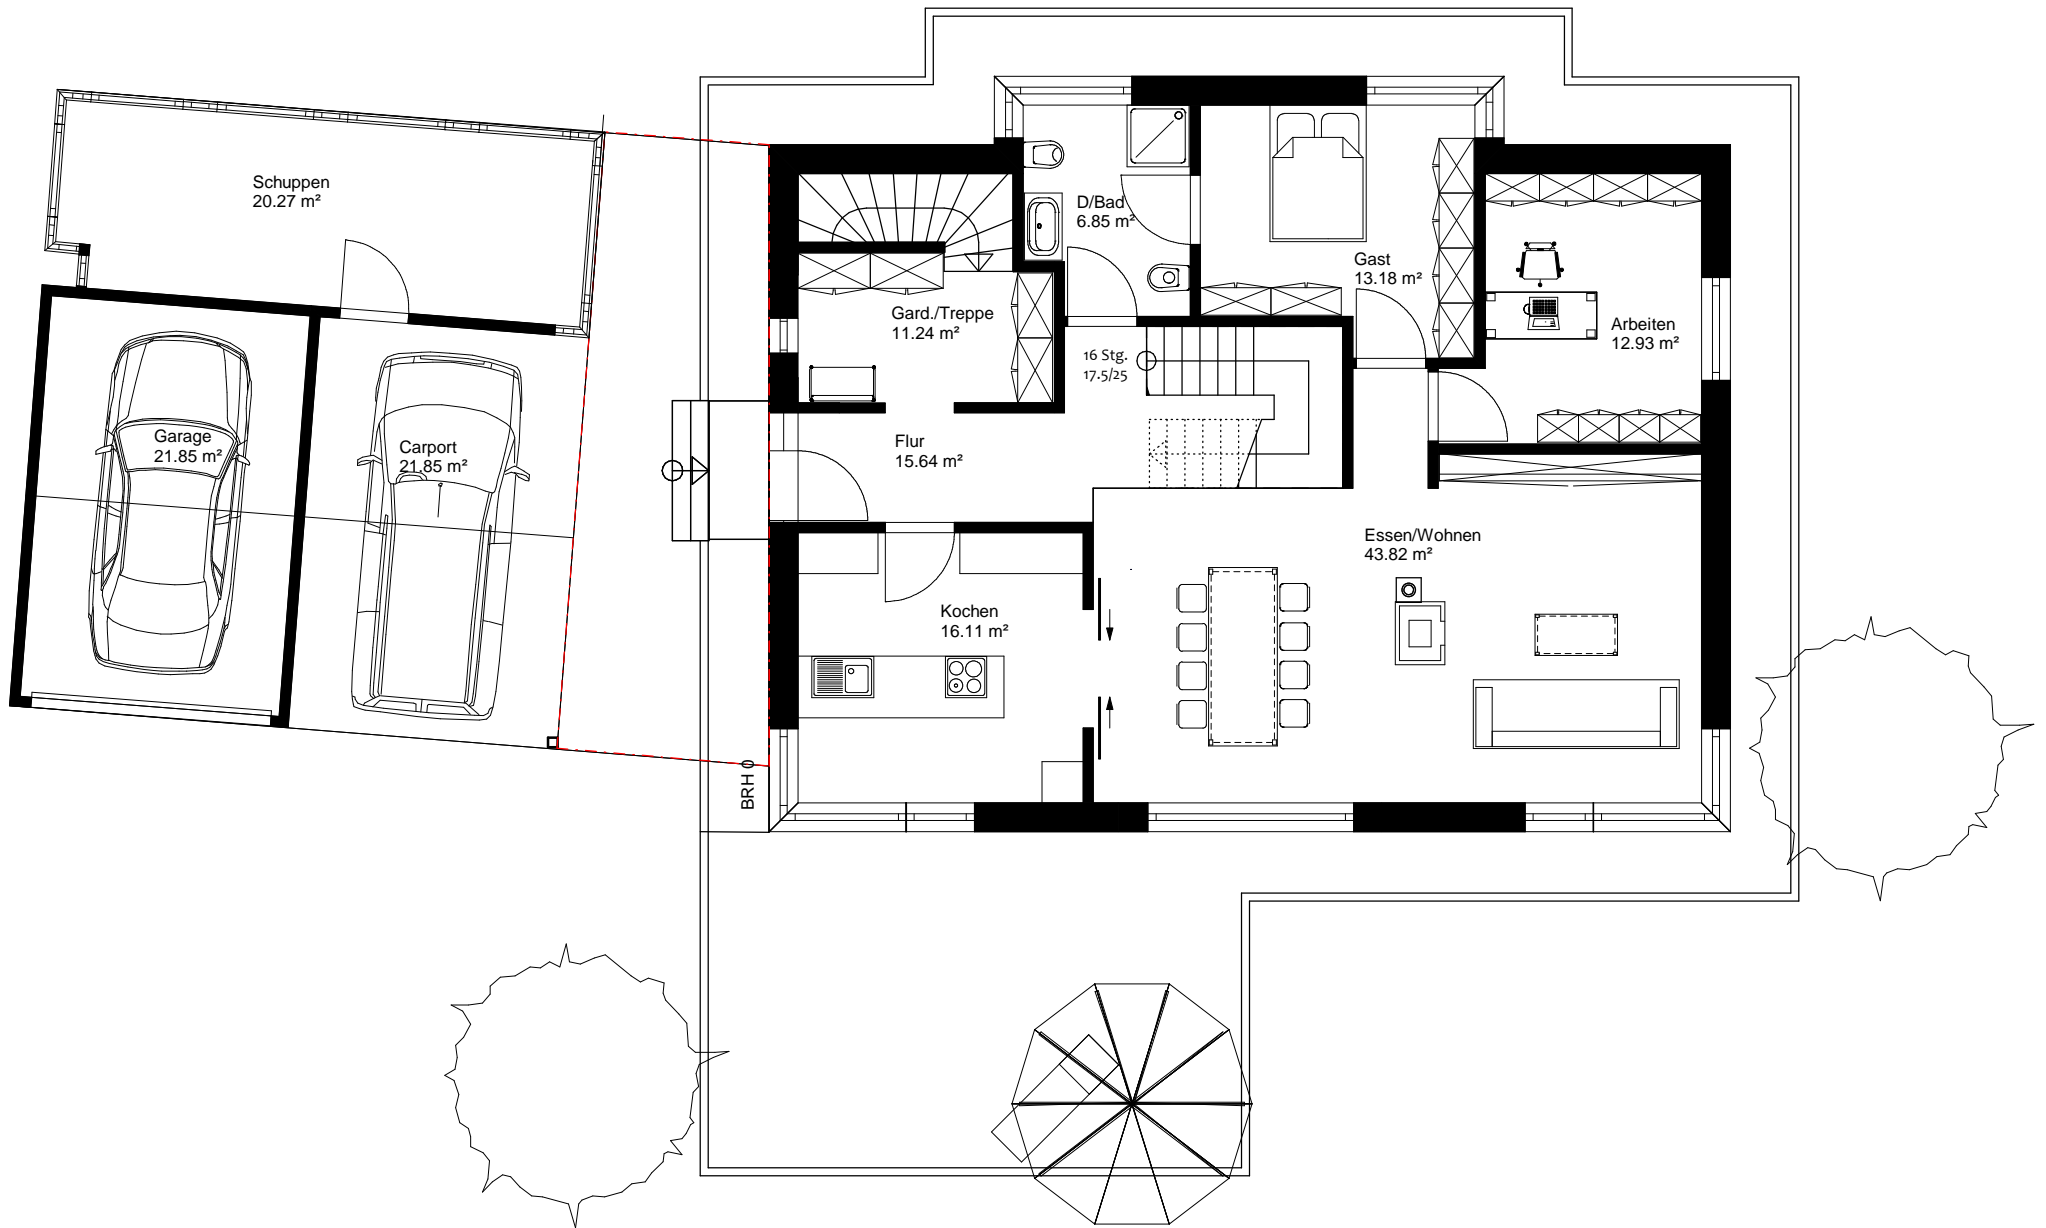 Schuppen
20.27 m²
D/Bad
6.85 m²
Gast
13.18 m²
Gard./Treppe
11.24 m²
Arbeiten
12.93 m²
16 Stg.
17.5/25
Garage
21.85 m²
Carport
21.85 m²
Flur
15.64 m²
Essen/Wohnen
43.82 m²
Kochen
16.11 m²
BRH 0